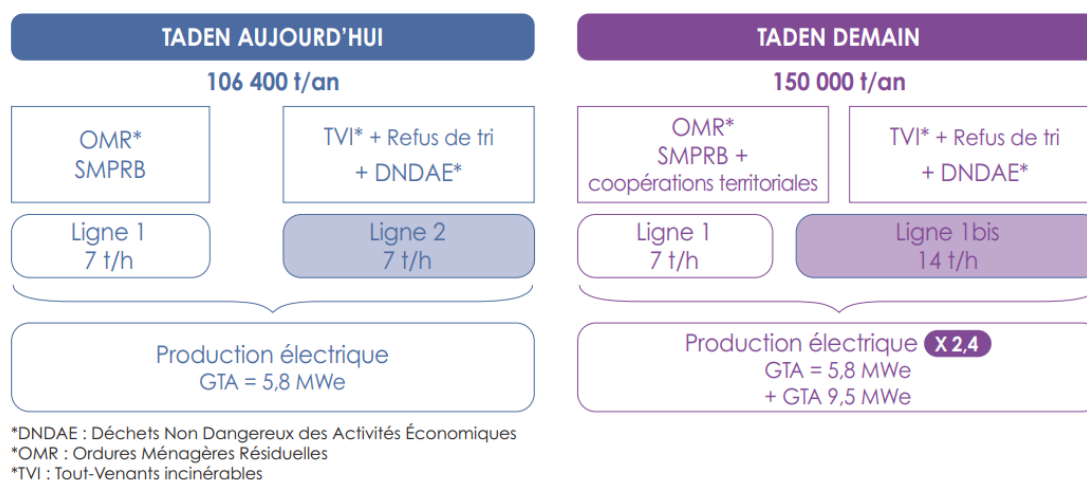 TADEN AUJOURD'HUI
106 400 t/an
OMR*
SMPRB
TVI* + Refus de tri
+ DNDAE*
Ligne 1
7 t/h
Ligne 2
7 t/h
Production électrique
GTA = 5,8 MWe
*DNDAE : Déchets Non Dangereux des Activités Économiques
*OMR : Ordures Ménagères Résiduelles
*TVI : Tout-Venants incinérables
TADEN DEMAIN
150 000 t/an
OMR*
SMPRB +
coopérations territoriales
TVI* + Refus de tri
+ DNDAE*
Ligne 1
7 t/h
Ligne 1bis
14 t/h
Production électrique X 2,4
GTA = 5,8 MWe
+ GTA 9,5 MWe